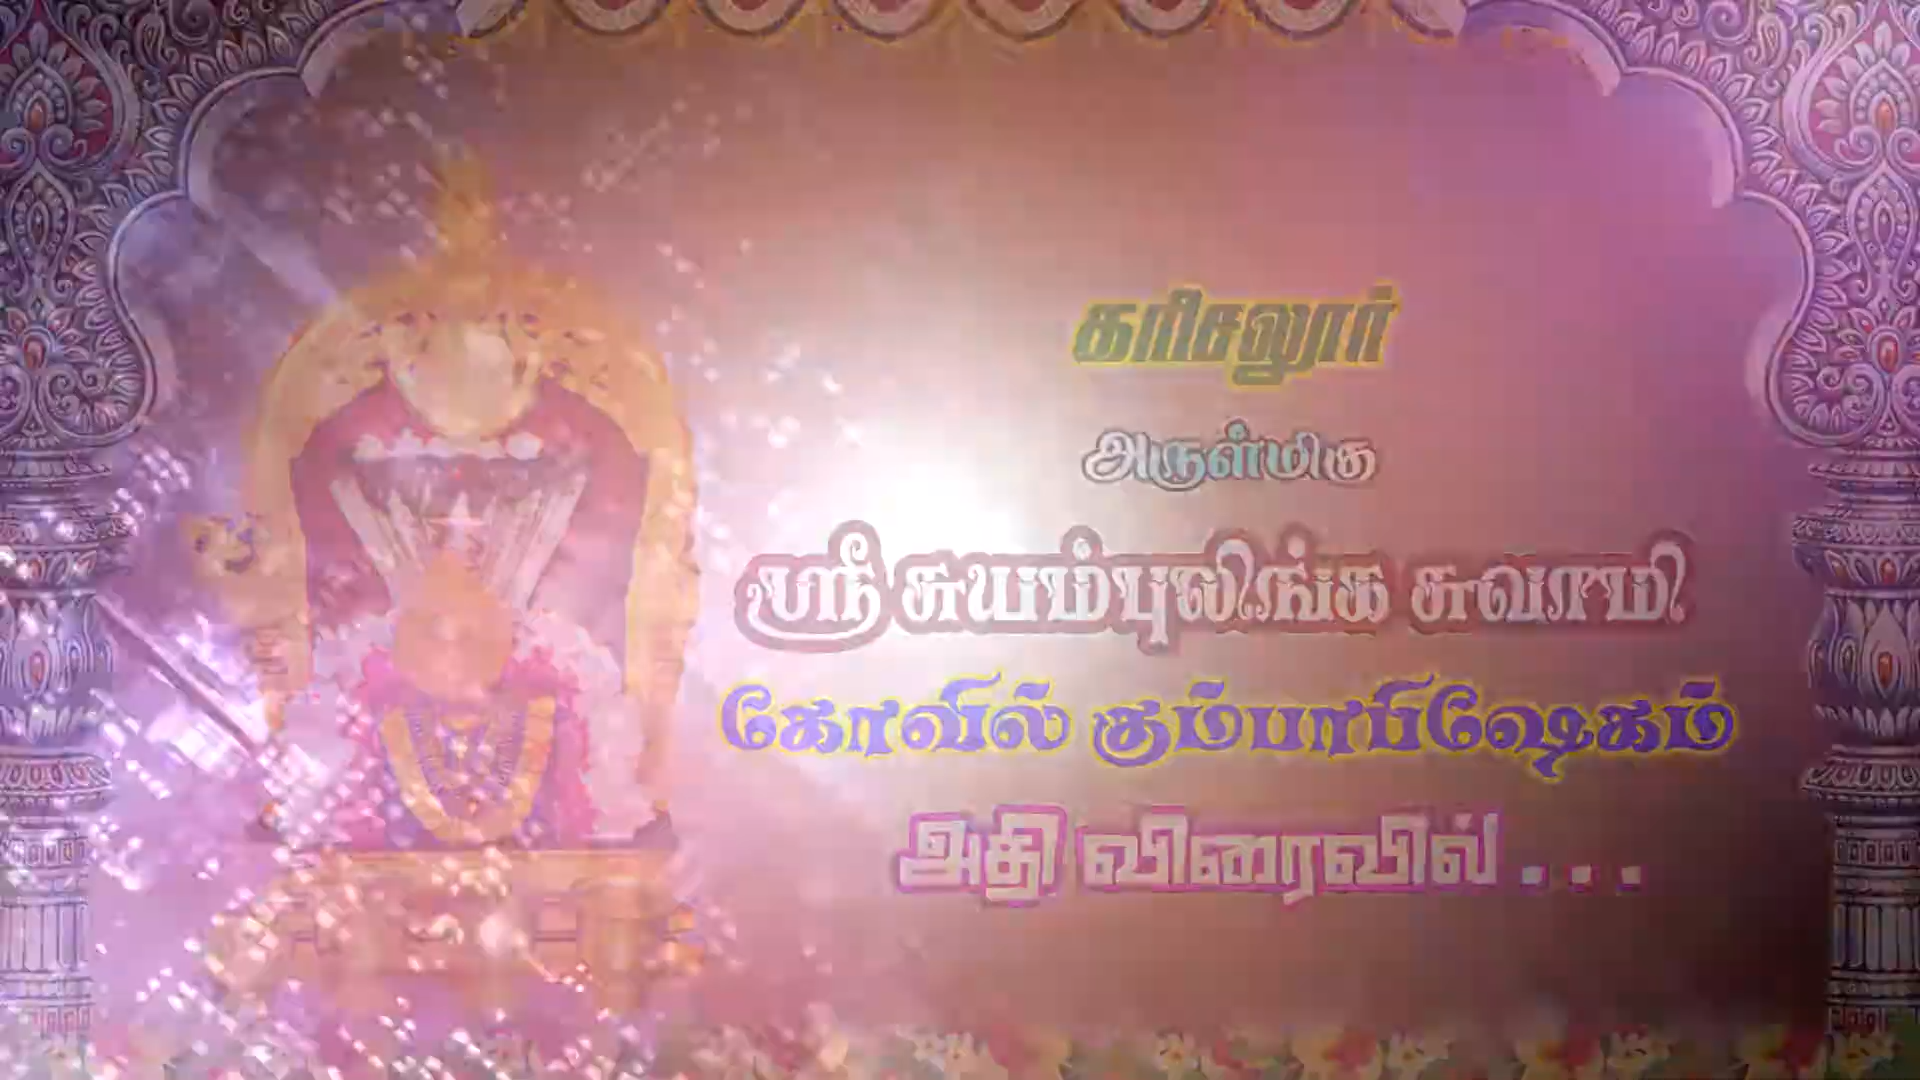 கரிசலூர்
அருள்மிகு
ஸ்ரீ சுயம்புலிங்க சுவாமி
கோவில் கும்பாபிஷேகம்
அதி விரைவில் . . .